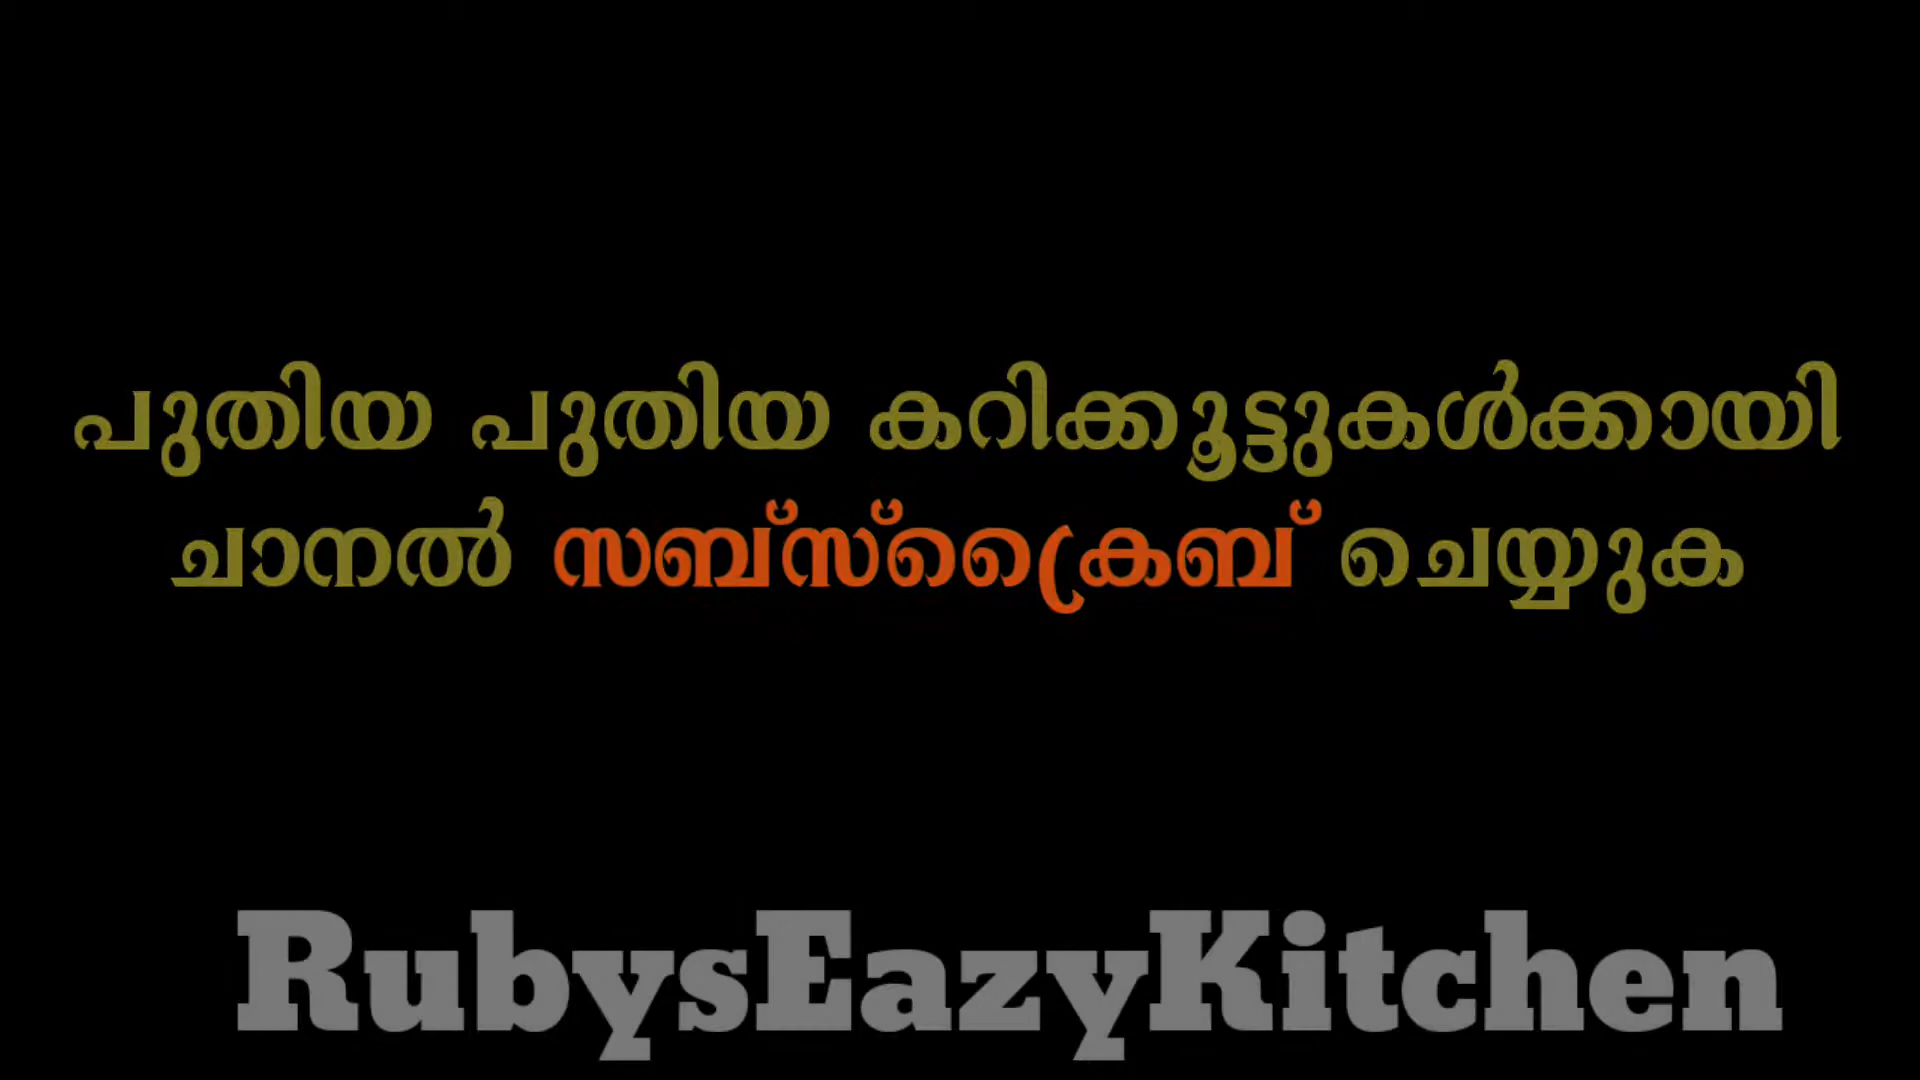 പുതിയ പുതിയ കറിക്കൂട്ടുകൾക്കായി
ചാനൽ സബ്സ്ക്രൈബ് ചെയ്യുക
RubysEazyKitchen